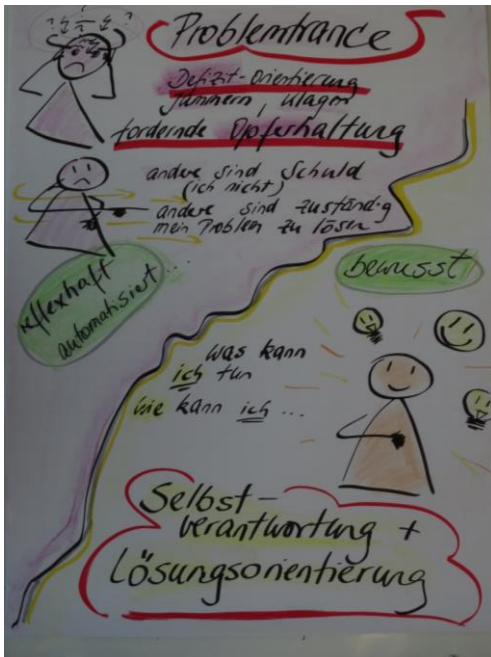 Problemtrance
Defizit-Orientierung
Jammern, klagen
fordernde Opferhaltung
andere sind Schuld
(ich nicht)
andere sind zuständig
mein Problem zu lösen
reflexhaft
automatisiert...
bewusst
was kann
ich tun
wie kann ich ...
Selbst-
verantwortung +
Lösungsorientierung